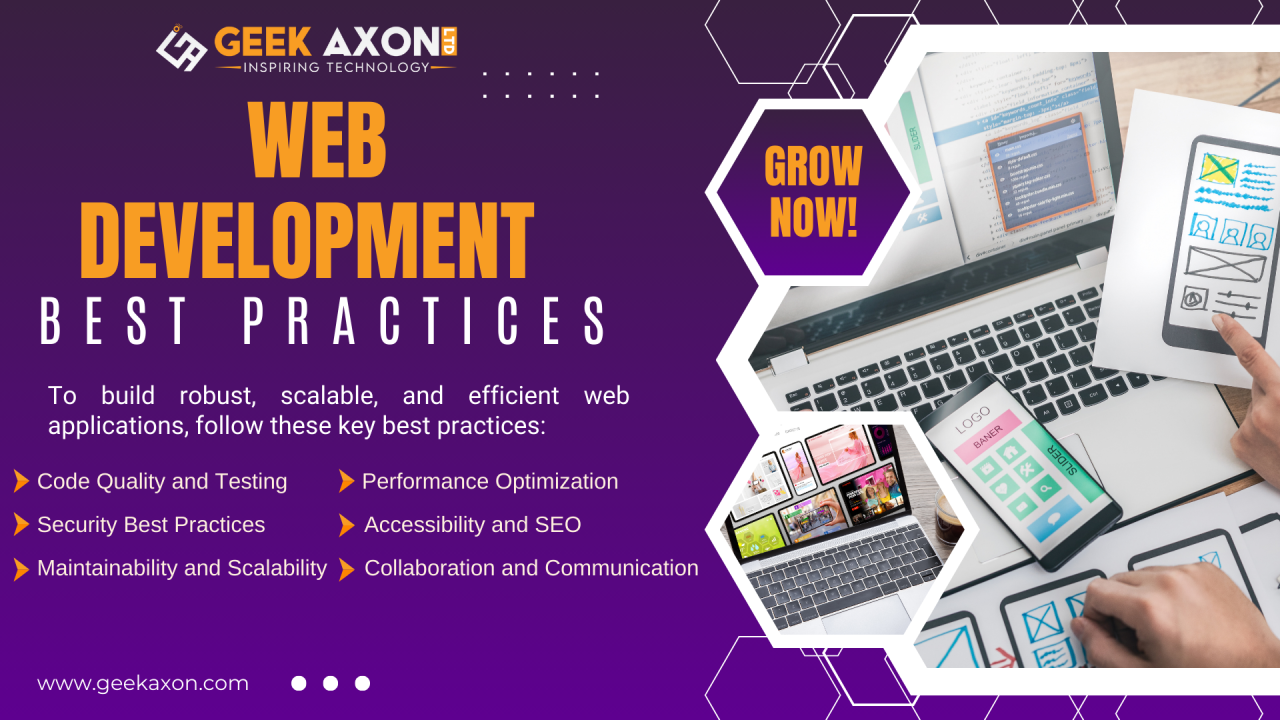 GEEK AXON LTD
INSPIRING TECHNOLOGY
WEB
DEVELOPMENT
BEST PRACTICES
To build robust, scalable, and efficient web
applications, follow these key best practices:
Code Quality and Testing
Security Best Practices
Maintainability and Scalability
Performance Optimization
Accessibility and SEO
Collaboration and Communication
www.geekaxon.com
GROW
NOW!
SLIDER
LOGO
BANER
SLIDER